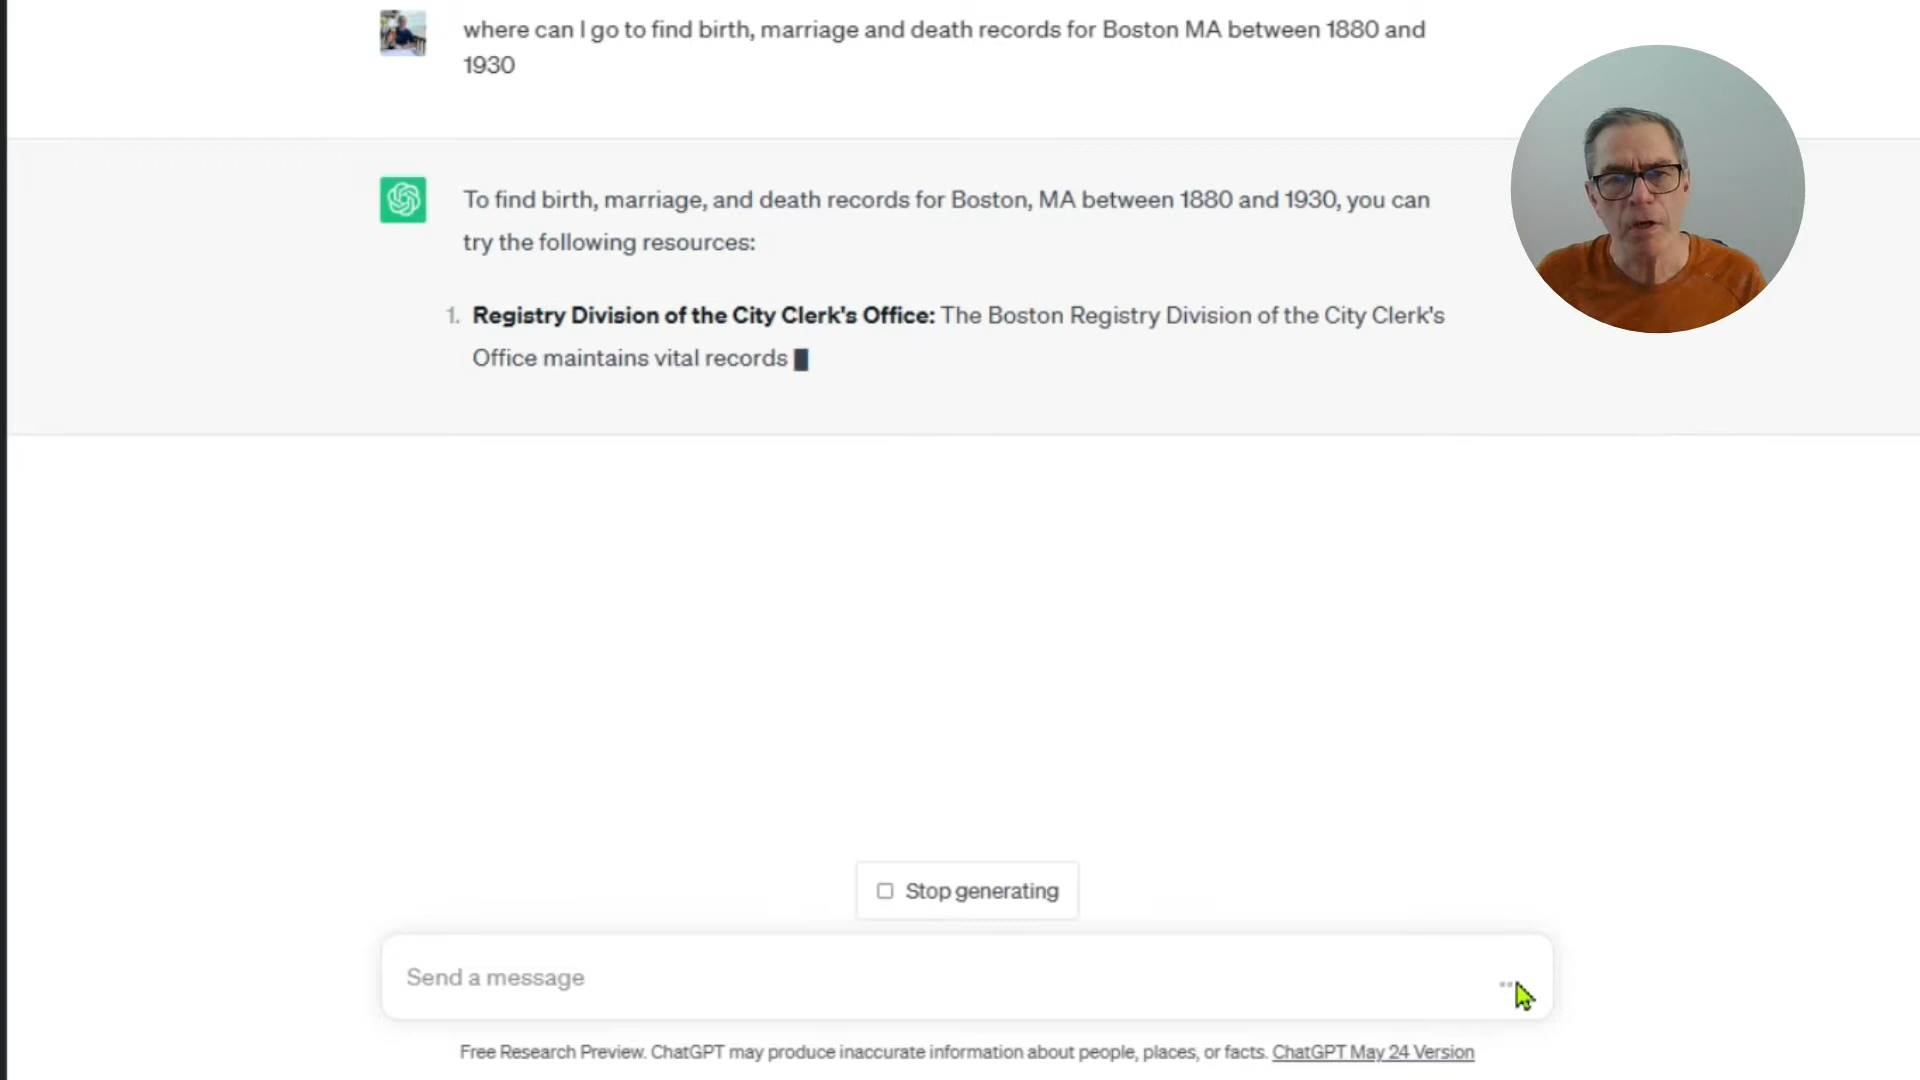 where can I go to find birth, marriage and death records for Boston MA between 1880 and
1930
To find birth, marriage, and death records for Boston, MA between 1880 and 1930, you can
try the following resources:
1. Registry Division of the City Clerk's Office: The Boston Registry Division of the City Clerk's
Office maintains vital records
Stop generating
Send a message
Free Research Preview. ChatGPT may produce inaccurate information about people, places, or facts. ChatGPT May 24 Version